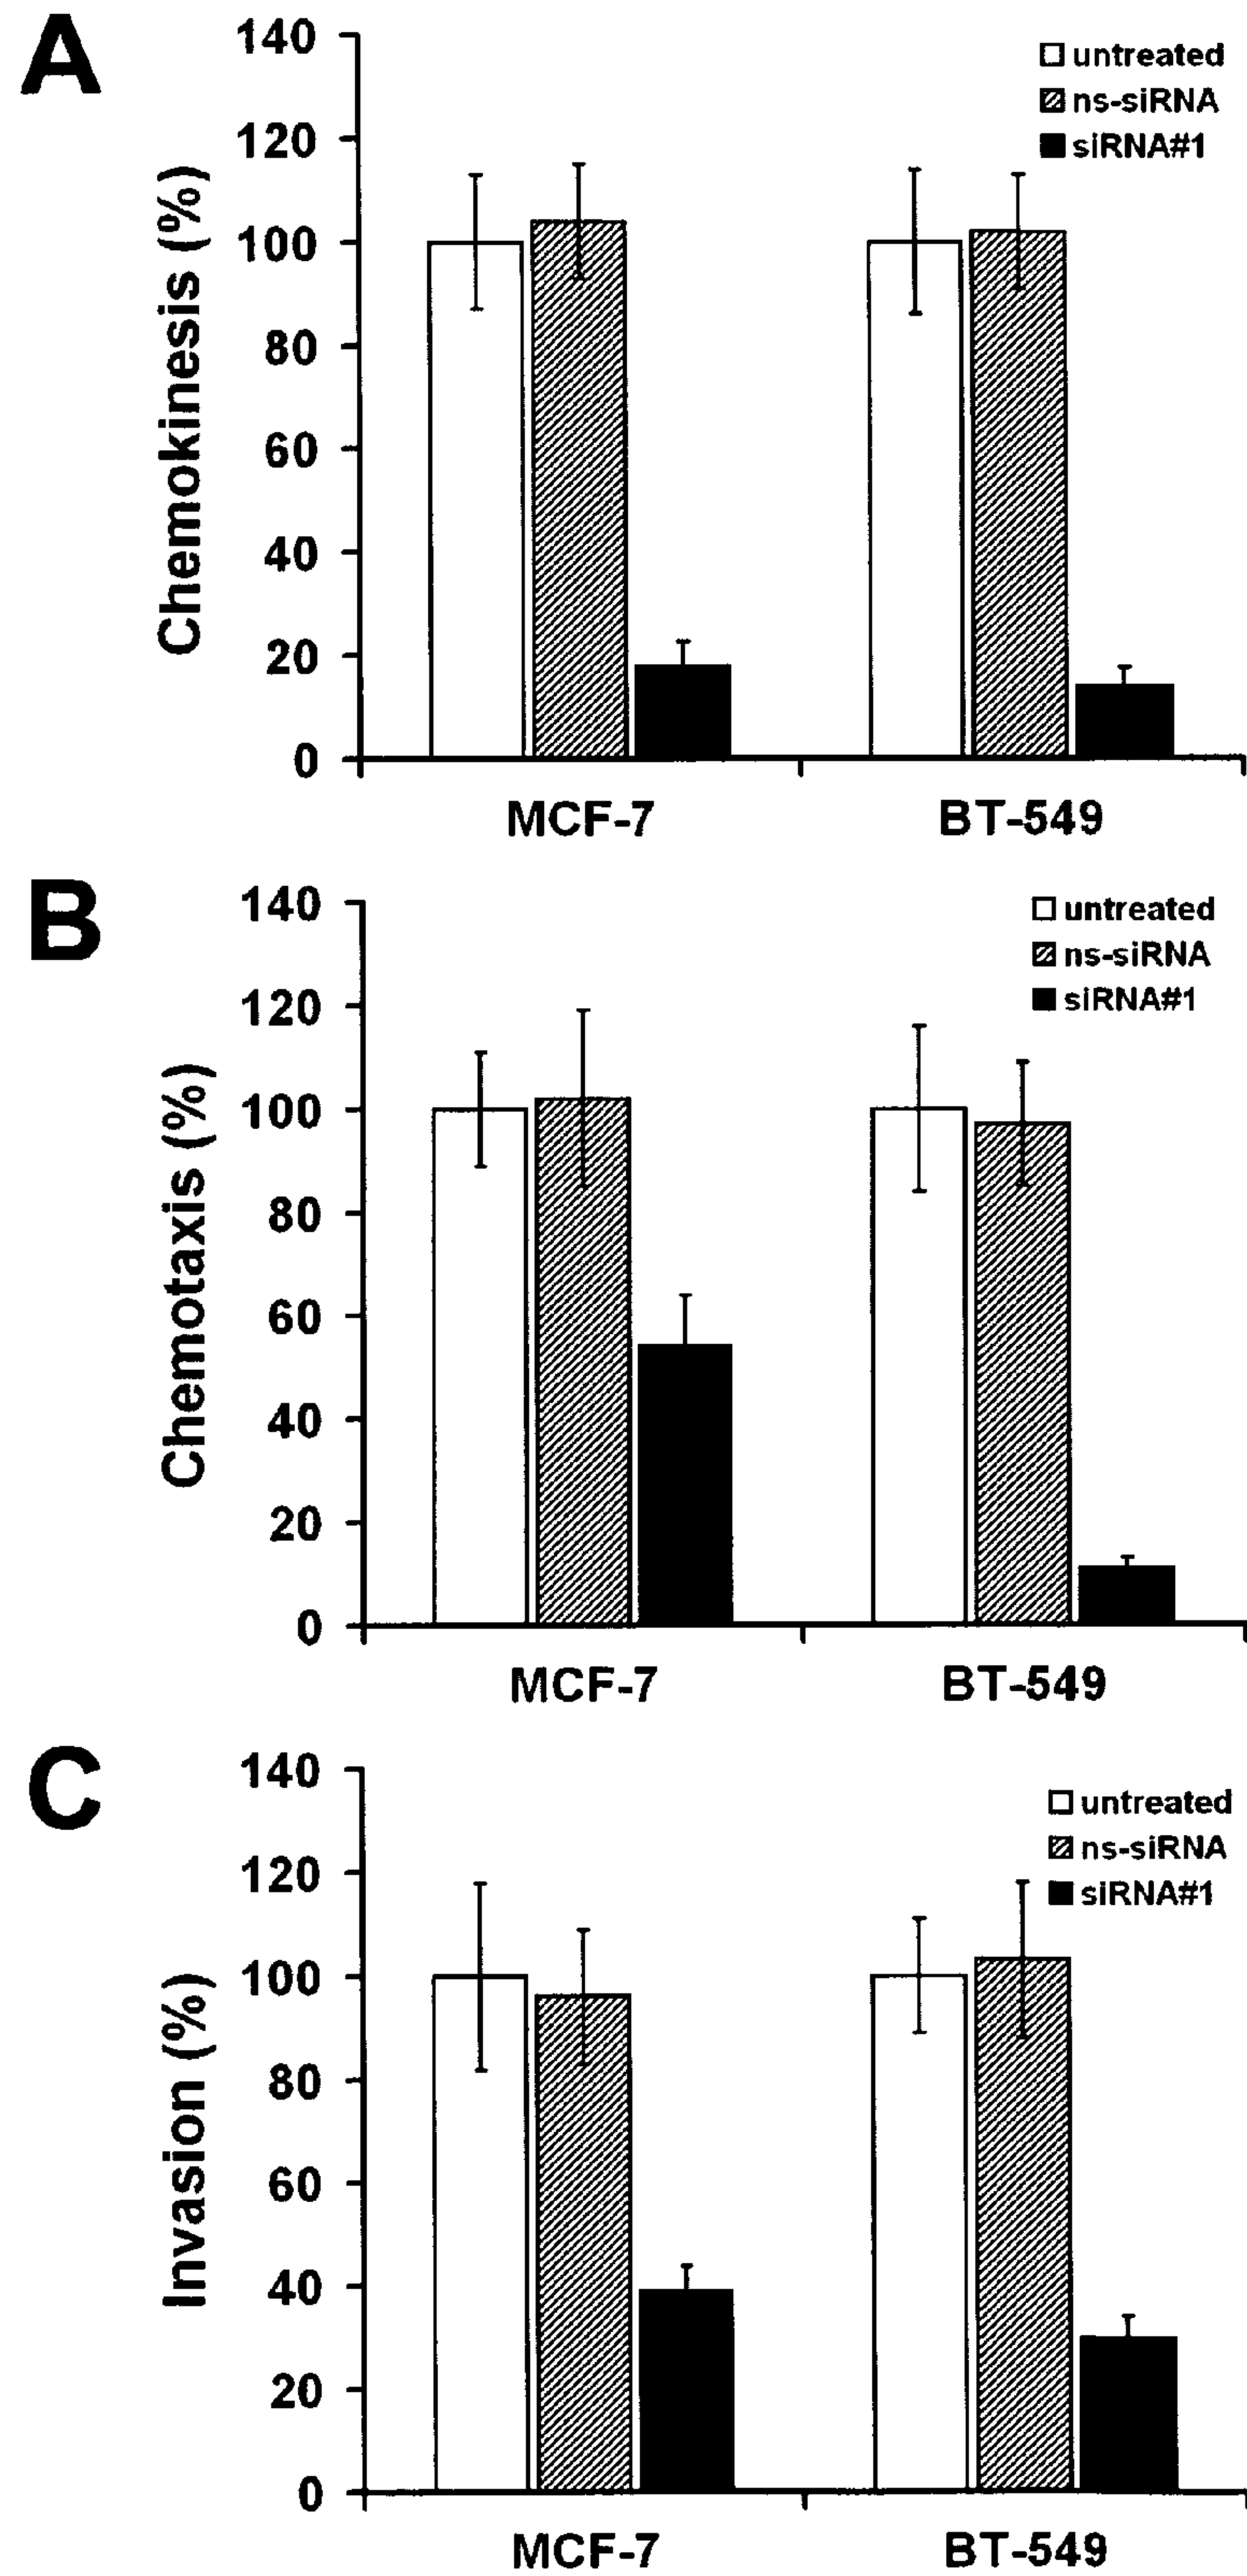 A
Chemokinesis (%)
140
120
100
80
60
40
20
0
untreated
ns-siRNA
siRNA#1
MCF-7 BT-549
B
Chemotaxis (%)
140
120
100
80
60
40
20
0
untreated
ns-siRNA
siRNA#1
MCF-7 BT-549
C
Invasion (%)
140
120
100
80
60
40
20
0
untreated
ns-siRNA
siRNA#1
MCF-7 BT-549